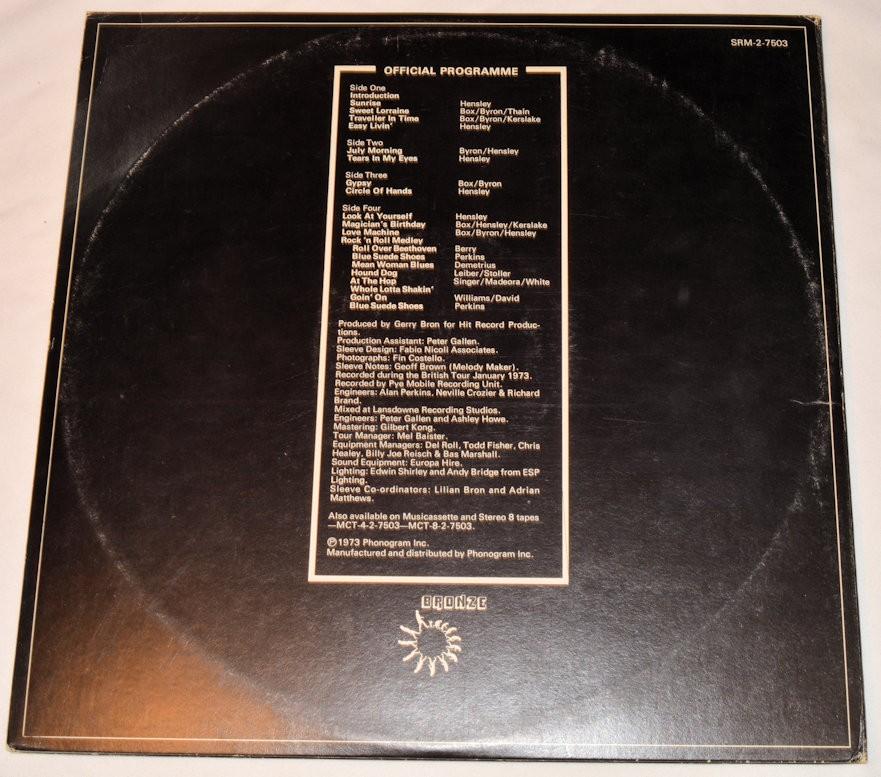 SRM-2-7503
OFFICIAL PROGRAMME
Side One
Introduction
Sunrise Hensley
Sweet Lorraine Box/Byron/Thain
Traveller In Time Box/Byron/Kerslake
Easy Livin' Hensley
Side Two
July Morning Byron/Hensley
Tears In My Eyes Hensley
Side Three
Gypsy Box/Byron
Circle Of Hands Hensley
Side Four
Look At Yourself Hensley
Magician's Birthday Box/Hensley/Kerslake
Love Machine Box/Byron/Hensley
Rock 'n Roll Medley
Roll Over Beethoven Berry
Blue Suede Shoes Perkins
Mean Woman Blues Demetrius
Hound Dog Leiber/Stoller
At The Hop Singer/Madeora/White
Whole Lotta Shakin'
Goin' On Williams/David
Blue Suede Shoes Perkins
Produced by Gerry Bron for Hit Record Produc-
tions.
Production Assistant: Peter Gallen.
Sleeve Design: Fabio Nicoli Associates.
Photographs: Fin Costello.
Sleeve Notes: Geoff Brown (Melody Maker).
Recorded during the British Tour January 1973.
Recorded by Pye Mobile Recording Unit.
Engineers: Alan Perkins, Neville Crozier & Richard
Brand.
Mixed at Lansdowne Recording Studios.
Engineers: Peter Gallen and Ashley Howe.
Mastering: Gilbert Kong.
Tour Manager: Mel Baister.
Equipment Managers: Del Roll, Todd Fisher, Chris
Healey, Billy Joe Reisch & Bas Marshall.
Sound Equipment: Europa Hire.
Lighting: Edwin Shirley and Andy Bridge from ESP
Lighting.
Sleeve Co-ordinators: Lilian Bron and Adrian
Matthews.
Also available on Musicassette and Stereo 8 tapes
—MCT-4-2-7503—MCT-8-2-7503.
℗1973 Phonogram Inc.
Manufactured and distributed by Phonogram Inc.
BRONZE